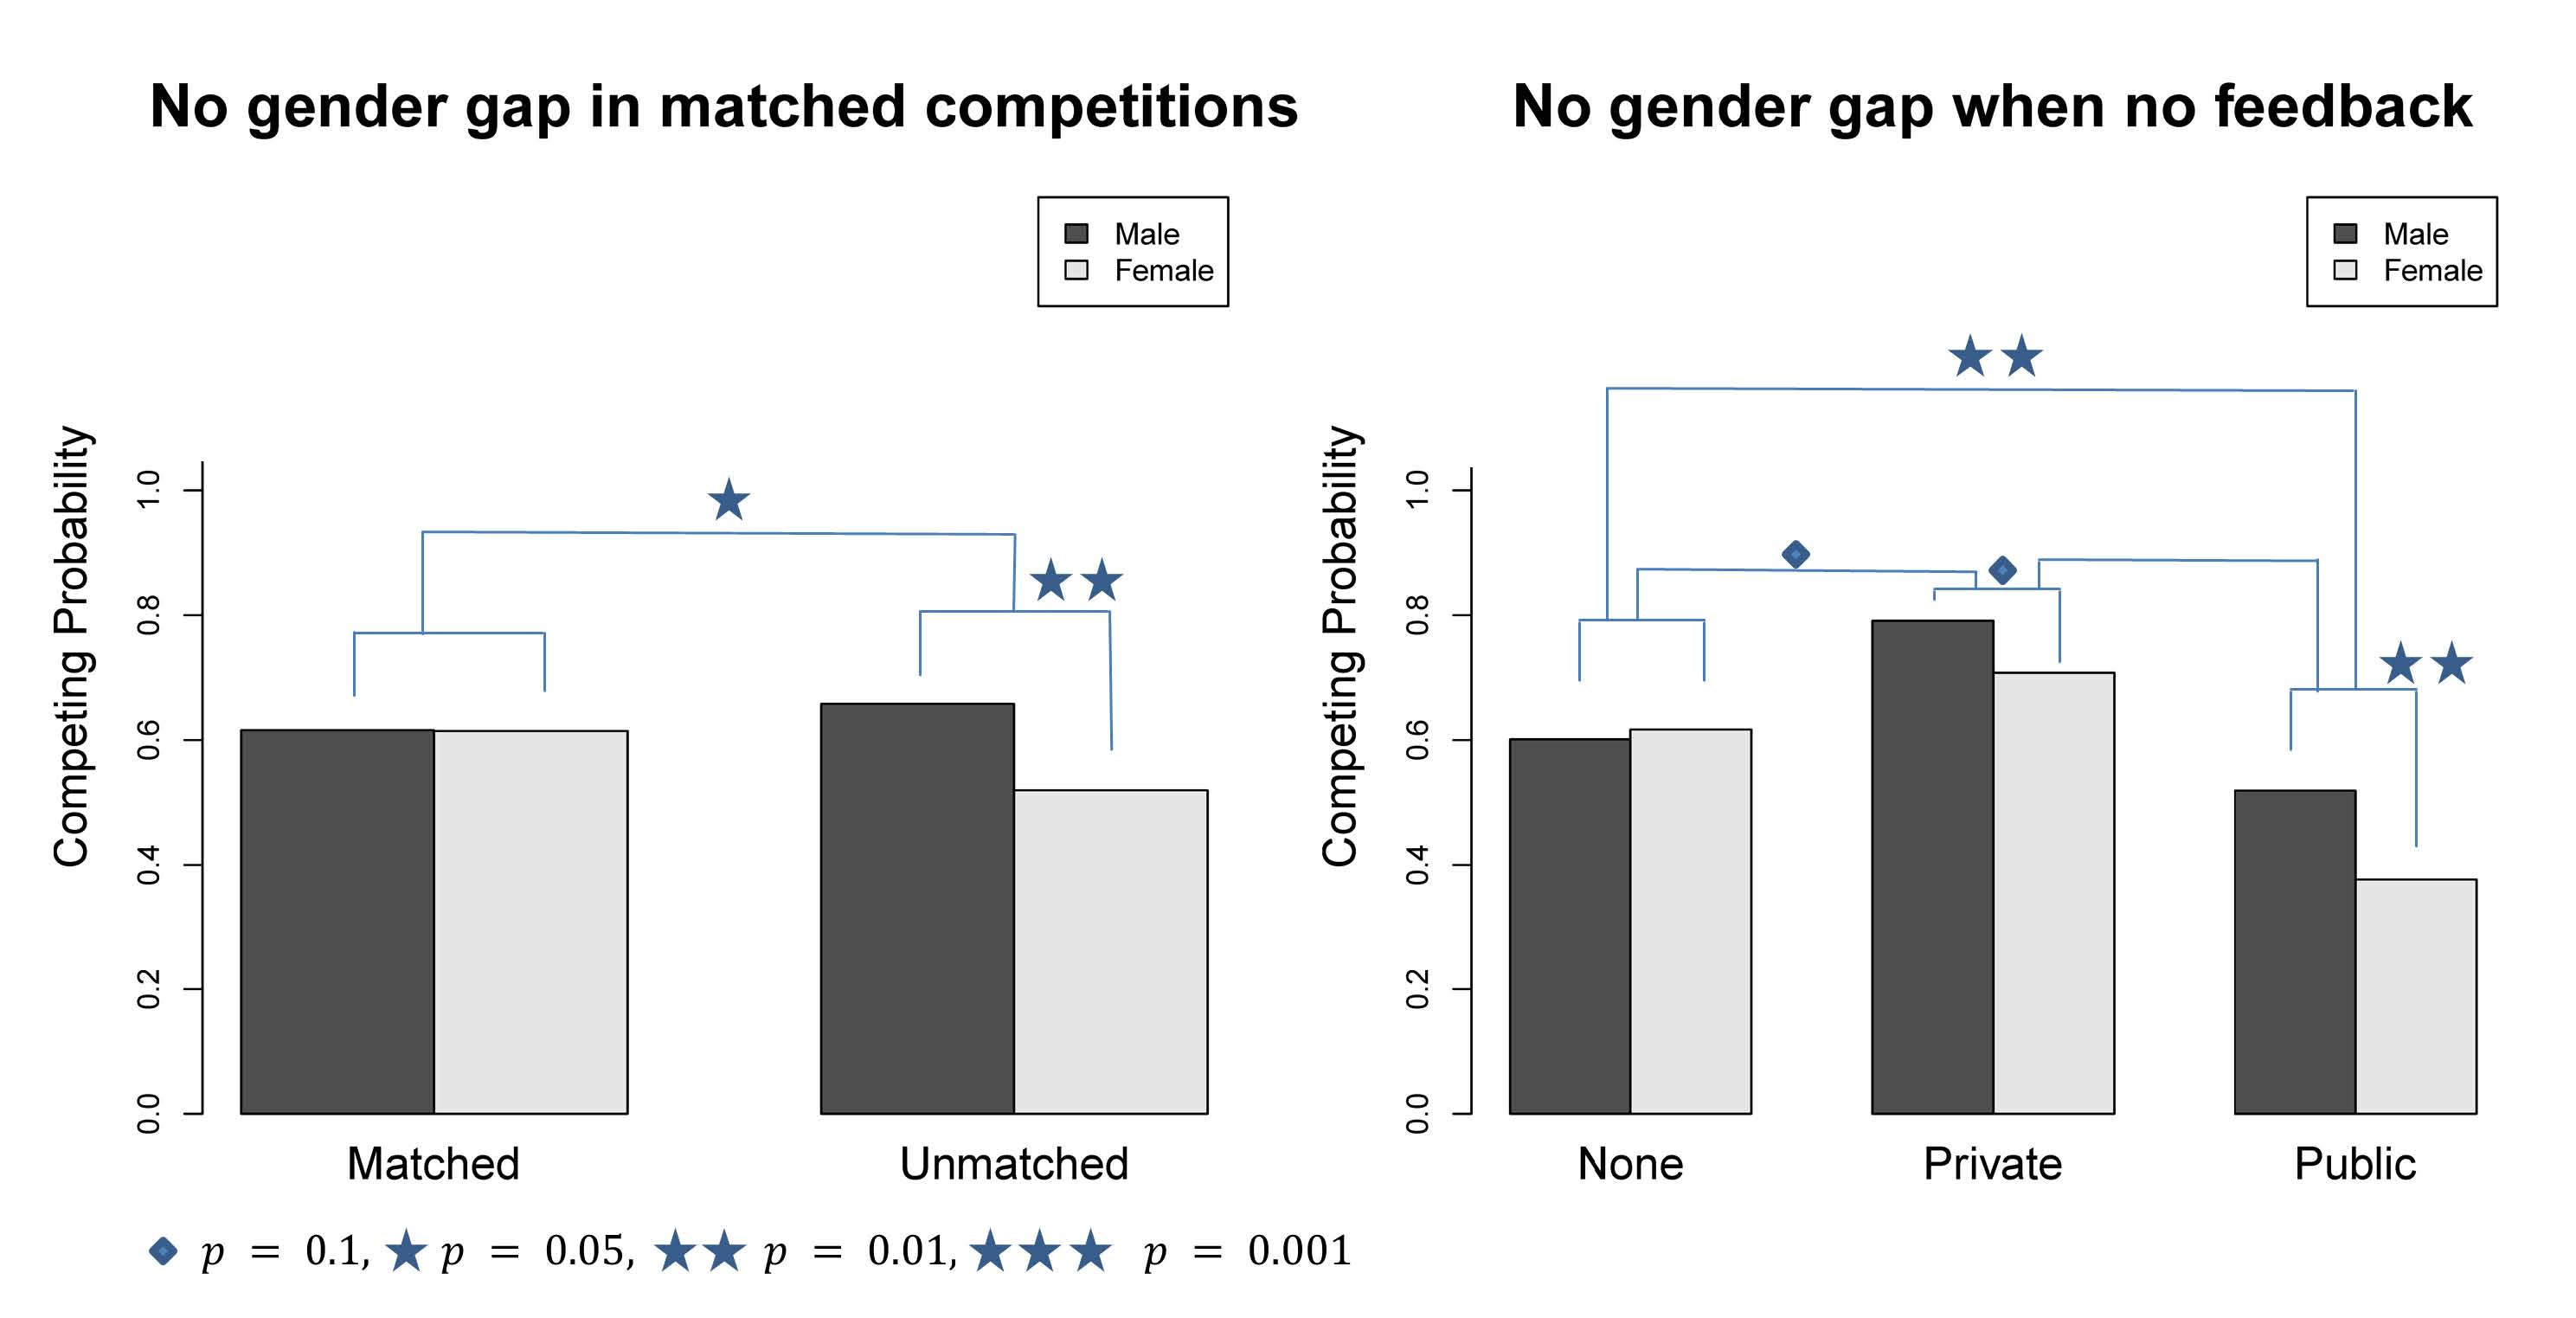 No gender gap in matched competitions
Male
Female
Competing Probability
1.0
0.8
0.6
0.4
0.2
0.0
Matched
Unmatched
No gender gap when no feedback
Male
Female
Competing Probability
1.0
0.8
0.6
0.4
0.2
0.0
None
Private
Public
p = 0.1, p = 0.05, p = 0.01, p = 0.001